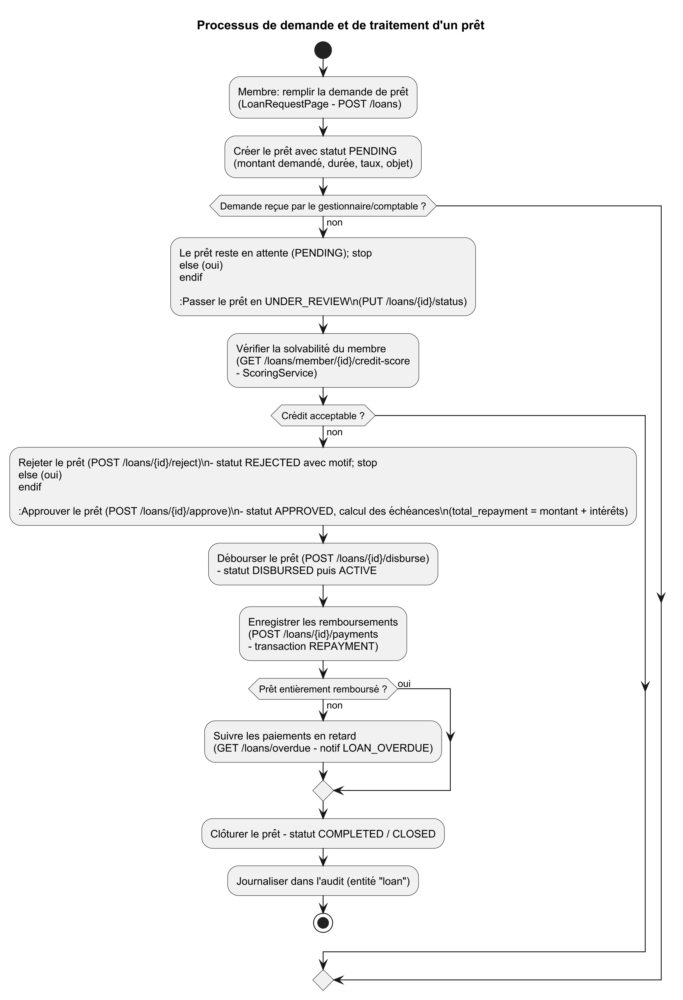 Processus de demande et de traitement d'un prêt
Membre: remplir la demande de prêt
(LoanRequestPage - POST /loans)
Créer le prêt avec statut PENDING
(montant demandé, durée, taux, objet)
Demande reçue par le gestionnaire/comptable ?
non
Le prêt reste en attente (PENDING); stop
else (oui)
endif
:Passer le prêt en UNDER_REVIEW\n(PUT /loans/{id}/status)
Vérifier la solvabilité du membre
(GET /loans/member/{id}/credit-score
- ScoringService)
Crédit acceptable ?
non
Rejeter le prêt (POST /loans/{id}/reject)\n- statut REJECTED avec motif; stop
else (oui)
endif
:Approuver le prêt (POST /loans/{id}/approve)\n- statut APPROVED, calcul des échéances\n(total_repayment = montant + intérêts)
Débourser le prêt (POST /loans/{id}/disburse)
- statut DISBURSED puis ACTIVE
Enregistrer les remboursements
(POST /loans/{id}/payments
- transaction REPAYMENT)
Prêt entièrement remboursé ?
oui
non
Suivre les paiements en retard
(GET /loans/overdue - notif LOAN_OVERDUE)
Clôturer le prêt - statut COMPLETED / CLOSED
Journaliser dans l'audit (entité "loan")